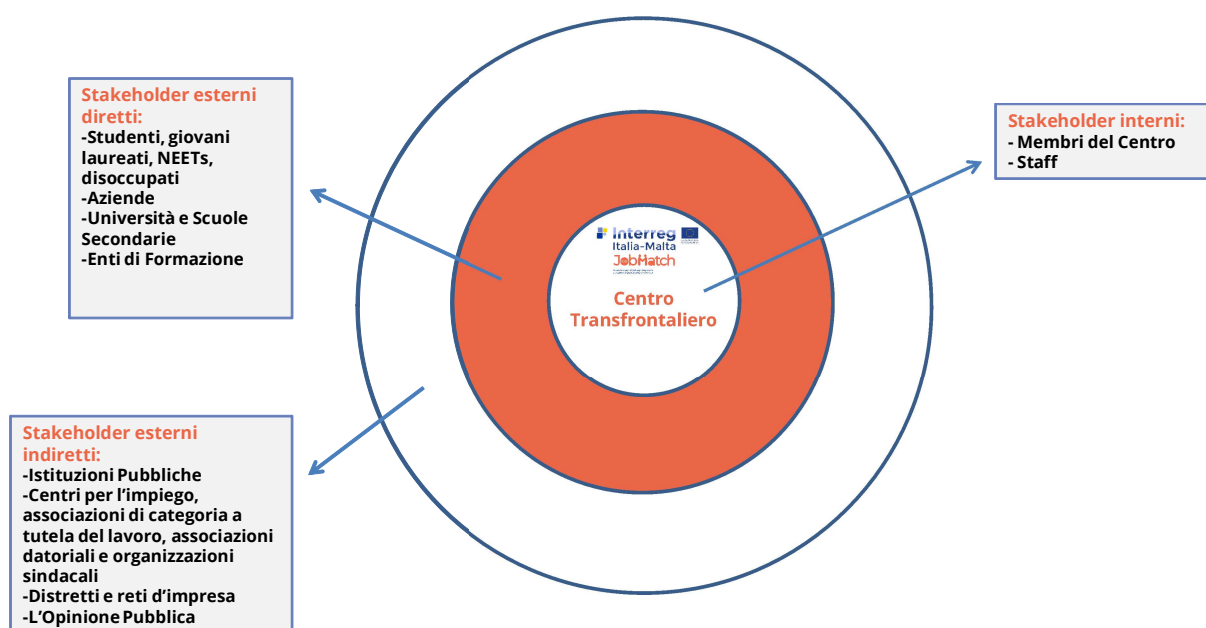 Stakeholder esterni
diretti:
-Studenti, giovani
laureati, NEETs,
disoccupati
-Aziende
-Università e Scuole
Secondarie
-Enti di Formazione
Stakeholder interni:
- Membri del Centro
- Staff
Interreg
Italia-Malta
JobMatch
Centro
Transfrontaliero
Stakeholder esterni
indiretti:
-Istituzioni Pubbliche
-Centri per l’impiego,
associazioni di categoria a
tutela del lavoro, associazioni
datoriali e organizzazioni
sindacali
-Distretti e reti d’impresa
-L’Opinione Pubblica